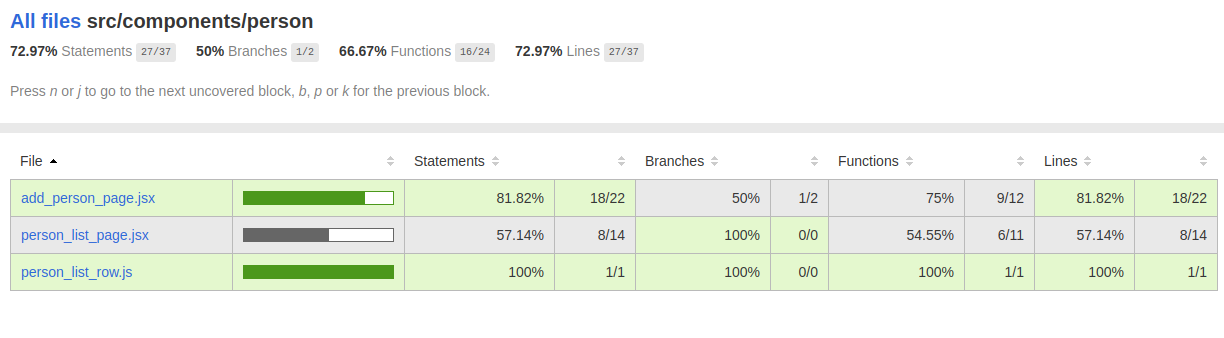 All files src/components/person
72.97% Statements 27/37 50% Branches 1/2 66.67% Functions 16/24 72.97% Lines 27/37
Press n or j to go to the next uncovered block, b, p or k for the previous block.
File Statements Branches Functions Lines
add_person_page.jsx 81.82% 18/22 50% 1/2 75% 9/12 81.82% 18/22
person_list_page.jsx 57.14% 8/14 100% 0/0 54.55% 6/11 57.14% 8/14
person_list_row.js 100% 1/1 100% 0/0 100% 1/1 100% 1/1